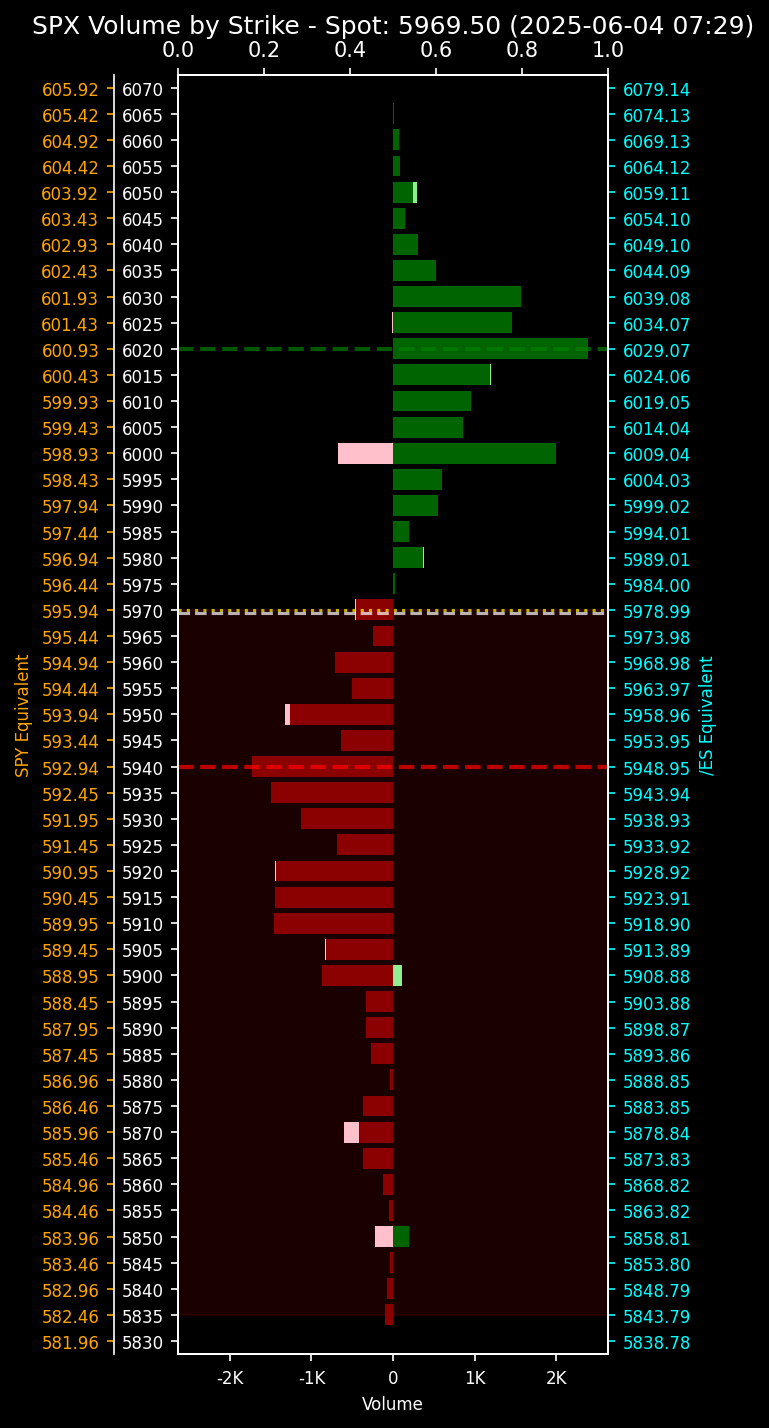 SPX Volume by Strike - Spot: 5969.50 (2025-06-04 07:29)
0.0 0.2 0.4 0.6 0.8 1.0
605.92 6070 6079.14
605.42 6065 6074.13
604.92 6060 6069.13
604.42 6055 6064.12
603.92 6050 6059.11
603.43 6045 6054.10
602.93 6040 6049.10
602.43 6035 6044.09
601.93 6030 6039.08
601.43 6025 6034.07
600.93 6020 6029.07
600.43 6015 6024.06
599.93 6010 6019.05
599.43 6005 6014.04
598.93 6000 6009.04
598.43 5995 6004.03
597.94 5990 5999.02
597.44 5985 5994.01
596.94 5980 5989.01
596.44 5975 5984.00
595.94 5970 5978.99
595.44 5965 5973.98
594.94 5960 5968.98
594.44 5955 5963.97
593.94 5950 5958.96
593.44 5945 5953.95
592.94 5940 5948.95
592.45 5935 5943.94
591.95 5930 5938.93
591.45 5925 5933.92
590.95 5920 5928.92
590.45 5915 5923.91
589.95 5910 5918.90
589.45 5905 5913.89
588.95 5900 5908.88
588.45 5895 5903.88
587.95 5890 5898.87
587.45 5885 5893.86
586.96 5880 5888.85
586.46 5875 5883.85
585.96 5870 5878.84
585.46 5865 5873.83
584.96 5860 5868.82
584.46 5855 5863.82
583.96 5850 5858.81
583.46 5845 5853.80
582.96 5840 5848.79
582.46 5835 5843.79
581.96 5830 5838.78
SPY Equivalent
/ES Equivalent
-2K -1K 0 1K 2K
Volume